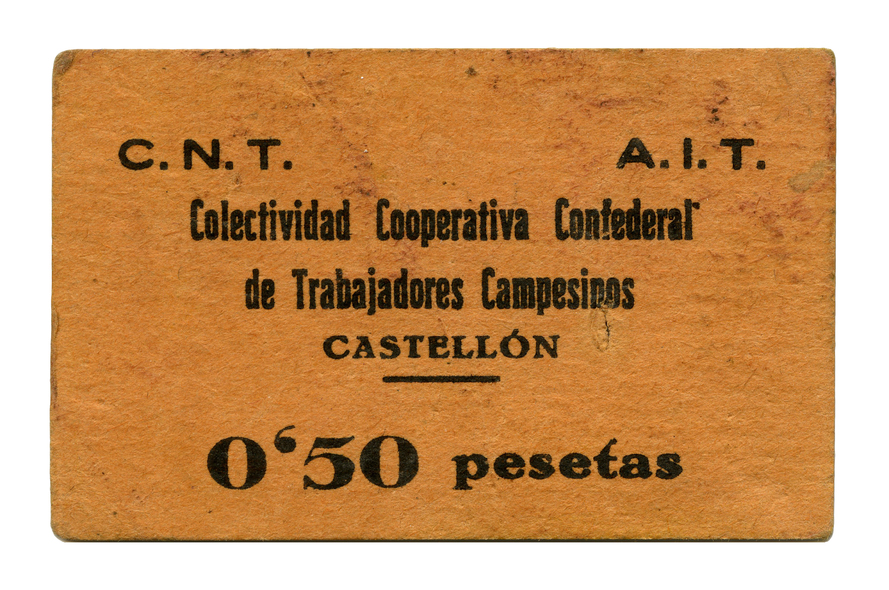 C.N.T. A.I.T.
Colectividad Cooperativa Confederal
de Trabajadores Campesinos
CASTELLÓN
0‘50 pesetas